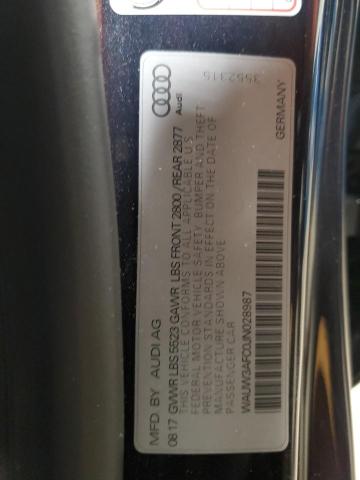 MFD BY AUDI AG
Audi
08 17 GVWR LBS 5523 GAWR LBS FRONT 2800/REAR 2877
THIS VEHICLE CONFORMS TO ALL APPLICABLE U.S.
FEDERAL MOTOR VEHICLE SAFETY, BUMPER AND THEFT
PREVENTION STANDARDS IN EFFECT ON THE DATE OF
MANUFACTURE SHOWN ABOVE
PASSENGER CAR
3552315
WAUW3AFC0JN028987
GERMANY